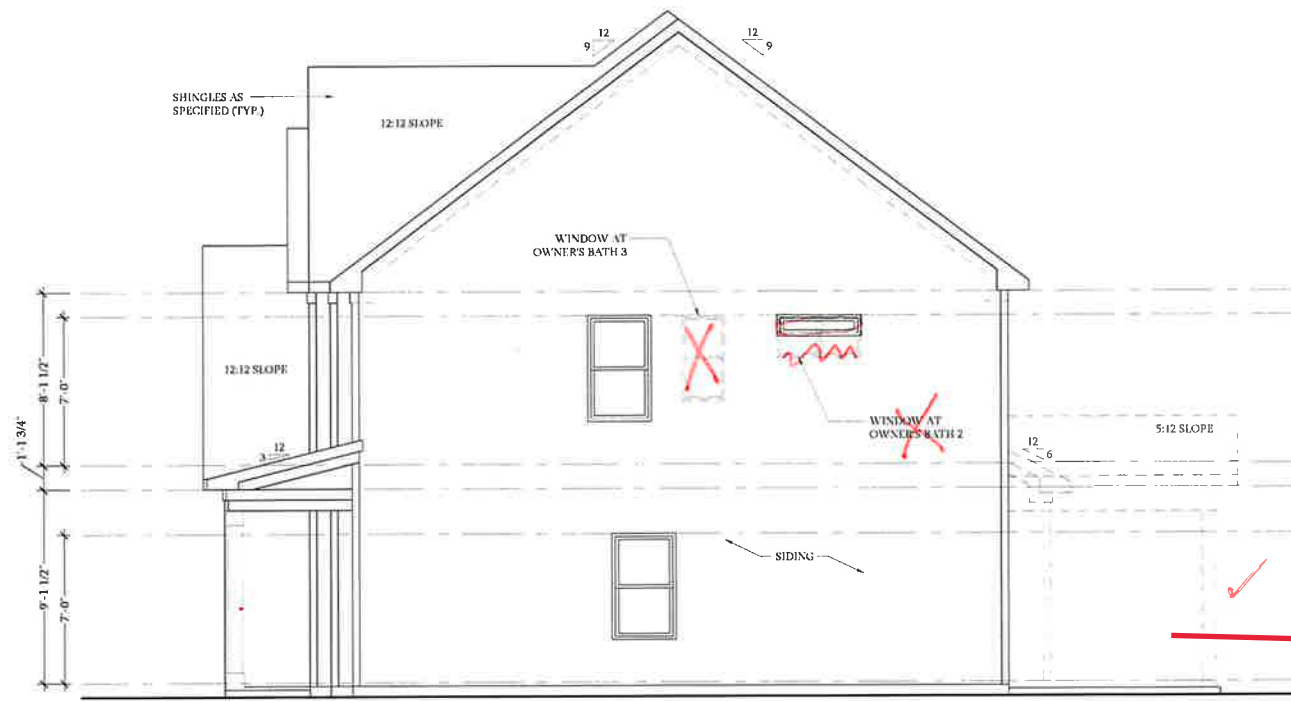 12
9
12
9
SHINGLES AS
SPECIFIED (TYP.)
12:12 SLOPE
WINDOW AT
OWNER'S BATH 3
8'-1 1/2"
7'-0"
12:12 SLOPE
WINDOW AT
OWNER'S BATH 2
5:12 SLOPE
1'-1 3/4"
12
3
12
6
SIDING
9'-1 1/2"
7'-0"